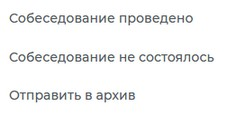 Собеседование проведено
Собеседование не состоялось
Отправить в архив